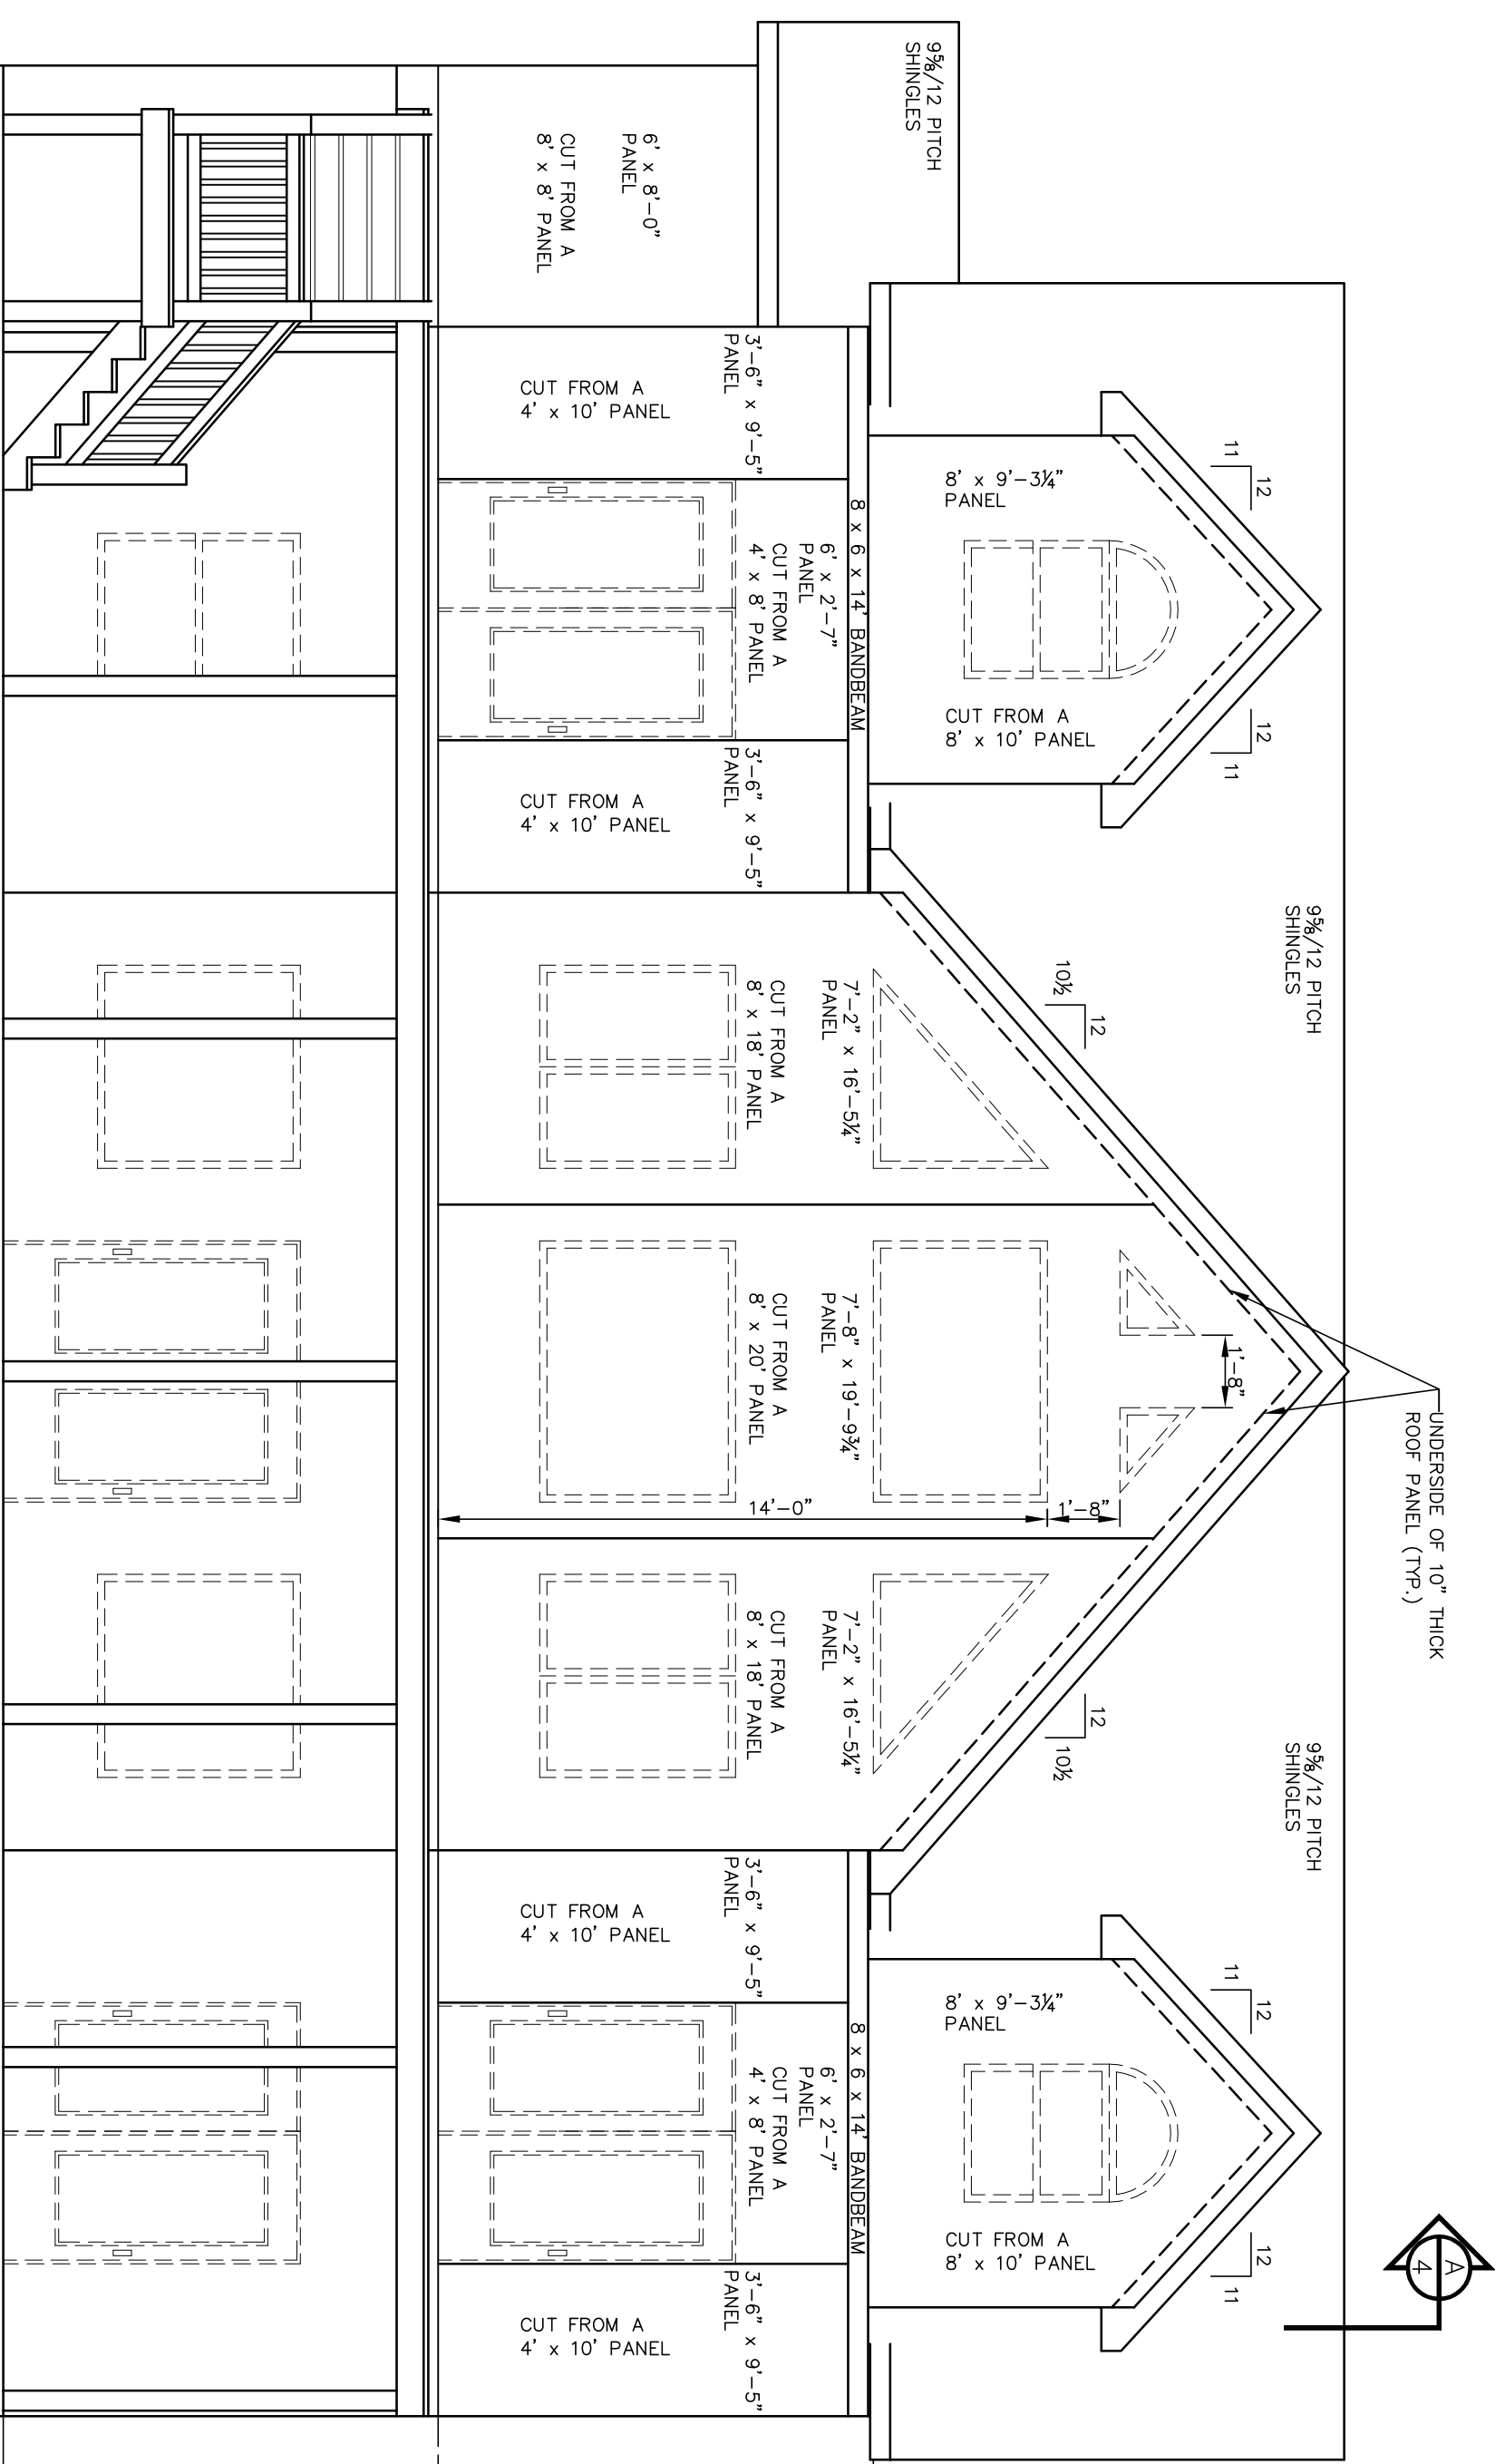 9⅝/12 PITCH
SHINGLES
6' x 8'-0"
PANEL
CUT FROM A
8' x 8' PANEL
3'-6" x 9'-5"
PANEL
CUT FROM A
4' x 10' PANEL
11
12
8' x 9'-3¼"
PANEL
CUT FROM A
8' x 10' PANEL
12
11
8 x 6 x 14' BANDBEAM
6' x 2'-7"
PANEL
CUT FROM A
4' x 8' PANEL
3'-6" x 9'-5"
PANEL
CUT FROM A
4' x 10' PANEL
9⅝/12 PITCH
SHINGLES
10½
12
7'-2" x 16'-5¼"
PANEL
CUT FROM A
8' x 18' PANEL
UNDERSIDE OF 10" THICK
ROOF PANEL (TYP.)
1'-8"
7'-8" x 19'-9¾"
PANEL
CUT FROM A
8' x 20' PANEL
1'-8"
14'-0"
12
10½
7'-2" x 16'-5¼"
PANEL
CUT FROM A
8' x 18' PANEL
9⅝/12 PITCH
SHINGLES
3'-6" x 9'-5"
PANEL
CUT FROM A
4' x 10' PANEL
11
12
8' x 9'-3¼"
PANEL
CUT FROM A
8' x 10' PANEL
12
11
8 x 6 x 14' BANDBEAM
6' x 2'-7"
PANEL
CUT FROM A
4' x 8' PANEL
3'-6" x 9'-5"
PANEL
CUT FROM A
4' x 10' PANEL
A
4